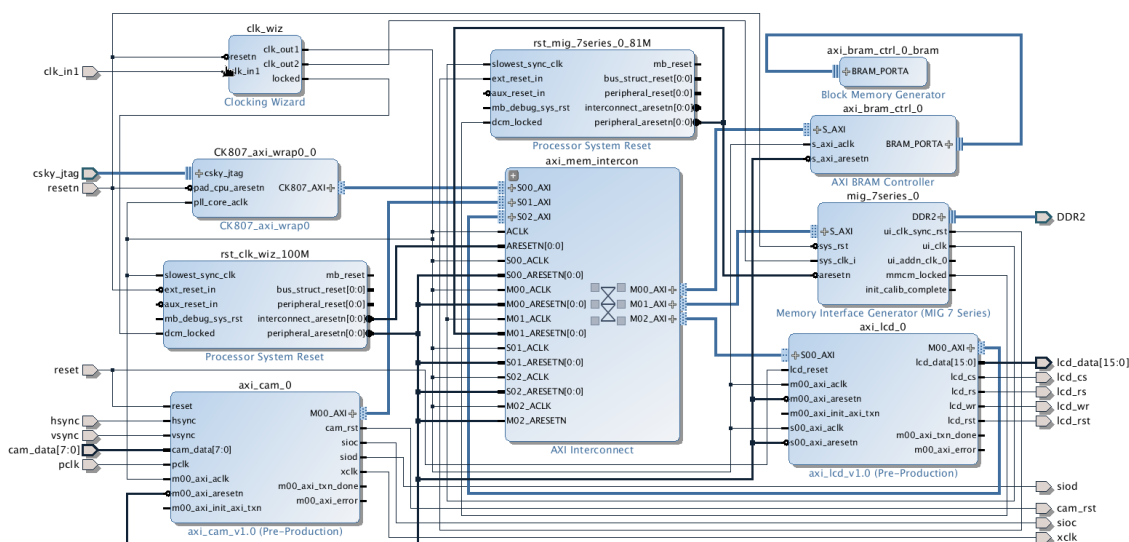 clk_in1
csky_jtag
resetn
reset
hsync
vsync
cam_data[7:0]
pclk
clk_wiz
resetn
clk_in1
clk_out1
clk_out2
locked
Clocking Wizard
CK807_axi_wrap0_0
csky_jtag
pad_cpu_aresetn
pll_core_aclk
CK807_AXI
CK807_axi_wrap0
rst_clk_wiz_100M
slowest_sync_clk
ext_reset_in
aux_reset_in
mb_debug_sys_rst
dcm_locked
mb_reset
bus_struct_reset[0:0]
peripheral_reset[0:0]
interconnect_aresetn[0:0]
peripheral_aresetn[0:0]
Processor System Reset
axi_cam_0
reset
hsync
vsync
cam_data[7:0]
pclk
m00_axi_aclk
m00_axi_aresetn
m00_axi_init_axi_txn
M00_AXI
cam_rst
sioc
siod
xclk
m00_axi_txn_done
m00_axi_error
axi_cam_v1.0 (Pre-Production)
rst_mig_7series_0_81M
slowest_sync_clk
ext_reset_in
aux_reset_in
mb_debug_sys_rst
dcm_locked
mb_reset
bus_struct_reset[0:0]
peripheral_reset[0:0]
interconnect_aresetn[0:0]
peripheral_aresetn[0:0]
Processor System Reset
axi_mem_intercon
S00_AXI
S01_AXI
S02_AXI
ACLK
ARESETN[0:0]
S00_ACLK
S00_ARESETN[0:0]
M00_ACLK
M00_ARESETN[0:0]
M01_ACLK
M01_ARESETN[0:0]
S01_ACLK
S01_ARESETN[0:0]
S02_ACLK
S02_ARESETN[0:0]
M02_ACLK
M02_ARESETN
M00_AXI
M01_AXI
M02_AXI
AXI Interconnect
axi_bram_ctrl_0_bram
BRAM_PORTA
Block Memory Generator
axi_bram_ctrl_0
S_AXI
s_axi_aclk
s_axi_aresetn
BRAM_PORTA
AXI BRAM Controller
mig_7series_0
S_AXI
sys_rst
sys_clk_i
aresetn
DDR2
ui_clk_sync_rst
ui_clk
ui_addn_clk_0
mmcm_locked
init_calib_complete
Memory Interface Generator (MIG 7 Series)
axi_lcd_0
S00_AXI
lcd_reset
m00_axi_aclk
m00_axi_aresetn
m00_axi_init_axi_txn
s00_axi_aclk
s00_axi_aresetn
M00_AXI
lcd_data[15:0]
lcd_cs
lcd_rs
lcd_wr
lcd_rst
m00_axi_txn_done
m00_axi_error
axi_lcd_v1.0 (Pre-Production)
DDR2
lcd_data[15:0]
lcd_cs
lcd_rs
lcd_wr
lcd_rst
siod
cam_rst
sioc
xclk